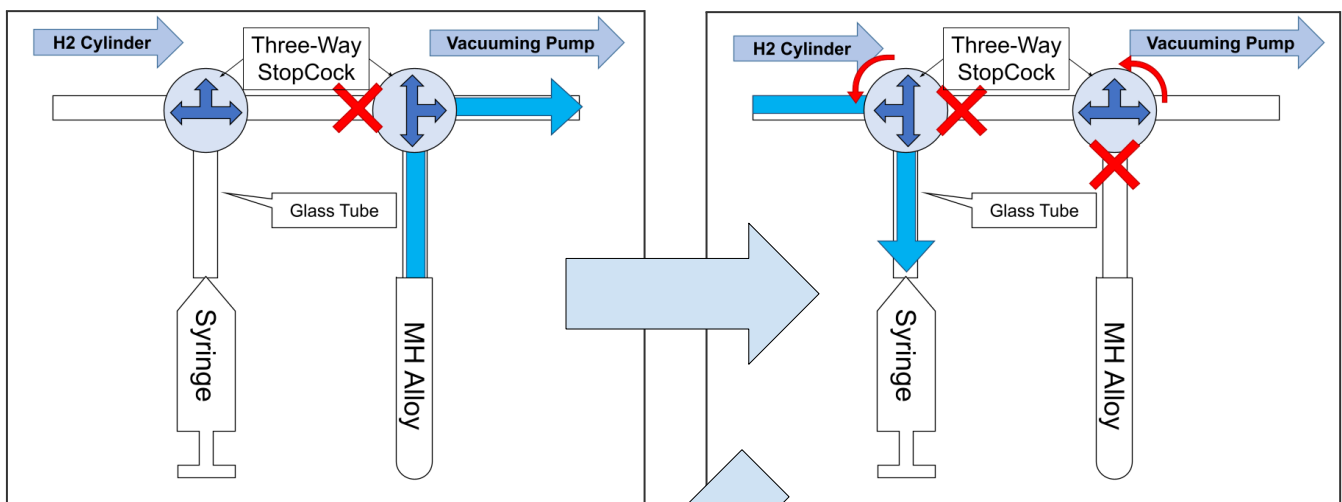 H2 Cylinder
Three-Way
StopCock
Vacuuming Pump
Glass Tube
Syringe
MH Alloy
H2 Cylinder
Three-Way
StopCock
Vacuuming Pump
Glass Tube
Syringe
MH Alloy